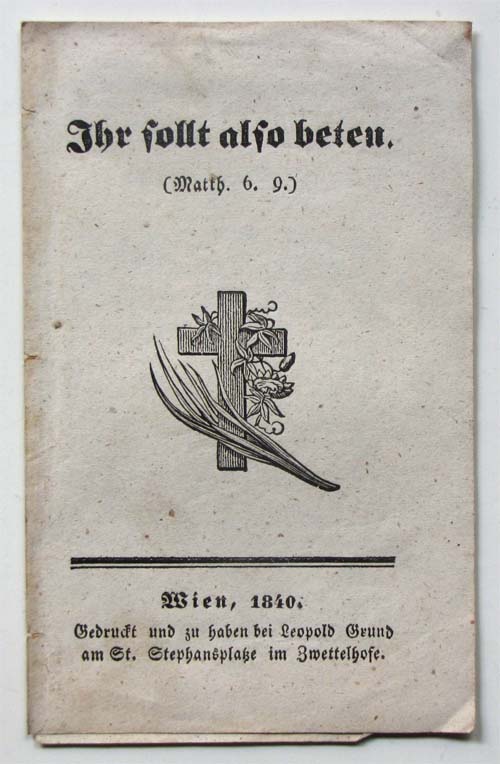 Ihr sollt also beten.
(Matth. 6. 9.)
Wien, 1840.
Gedruckt und zu haben bei Leopold Grund
am St. Stephansplatze im Zwettelhofe.